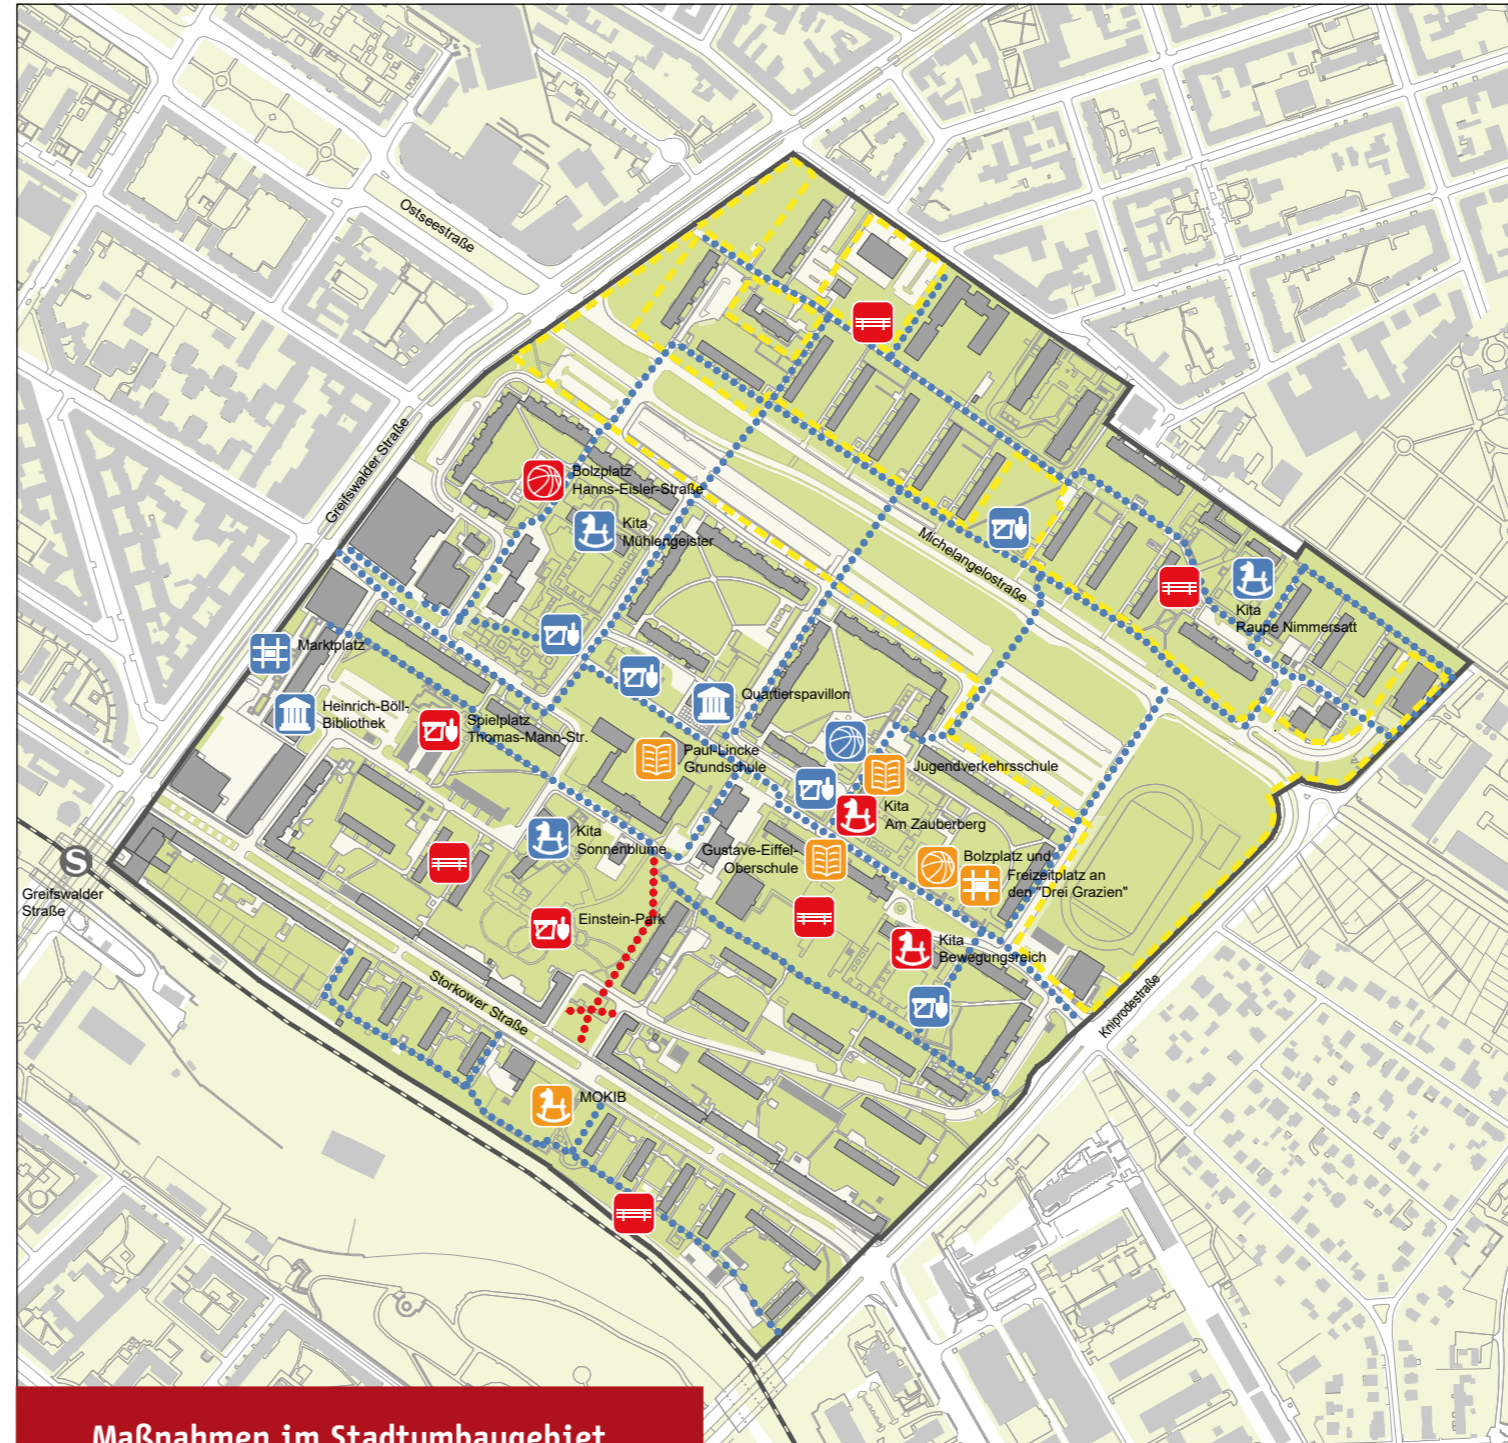 Ostseestraße
Greifswalder Straße
Bolzplatz
Hanns-Eisler-Straße
Kita
Mühlengeister
Michelangelostraße
Kita
Raupe Nimmersatt
Marktplatz
Heinrich-Böll-
Bibliothek
Quartierspavillon
Spielplatz
Thomas-Mann-Str.
Paul-Lincke
Grundschule
Jugendverkehrsschule
Kita
Am Zauberberg
Kita
Sonnenblume
Gustave-Eiffel-
Oberschule
Bolzplatz und
Freizeitplatz an
den "Drei Grazien"
S
Greifswalder
Straße
Einstein-Park
Kita
Bewegungsreich
Storkower Straße
Kniprodestraße
MOKIB
Maßnahmen im Stadtumbaugebiet